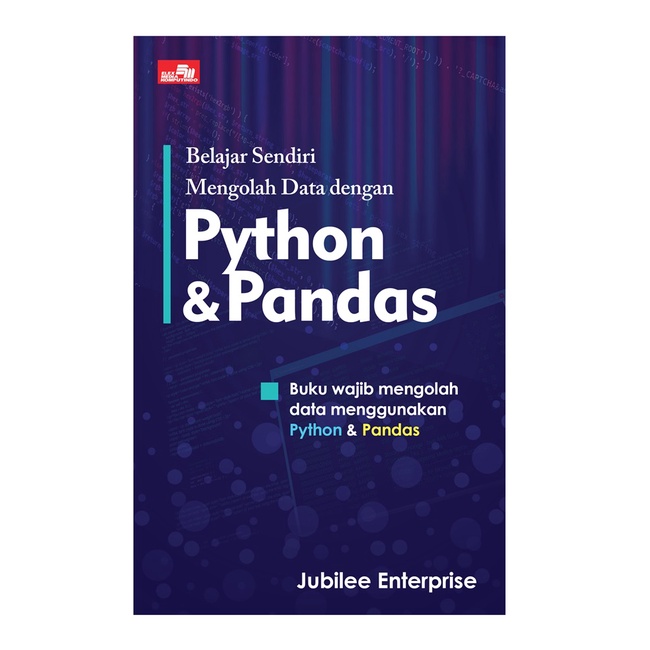 ELEX
MEDIA
KOMPUTINDO
Belajar Sendiri
Mengolah Data dengan
Python
& Pandas
Buku wajib mengolah
data menggunakan
Python & Pandas
Jubilee Enterprise